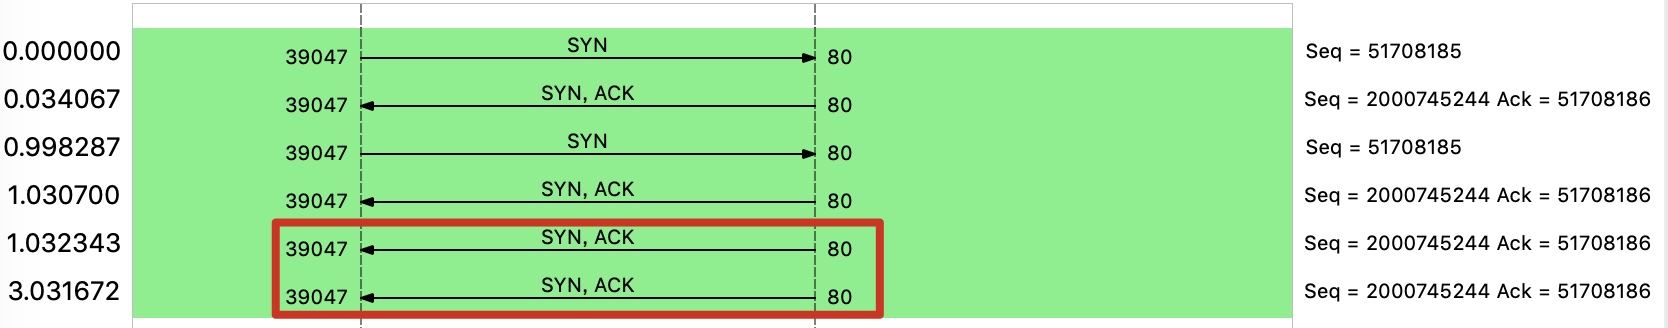 0.000000 39047 SYN 80 Seq = 51708185
0.034067 39047 SYN, ACK 80 Seq = 2000745244 Ack = 51708186
0.998287 39047 SYN 80 Seq = 51708185
1.030700 39047 SYN, ACK 80 Seq = 2000745244 Ack = 51708186
1.032343 39047 SYN, ACK 80 Seq = 2000745244 Ack = 51708186
3.031672 39047 SYN, ACK 80 Seq = 2000745244 Ack = 51708186